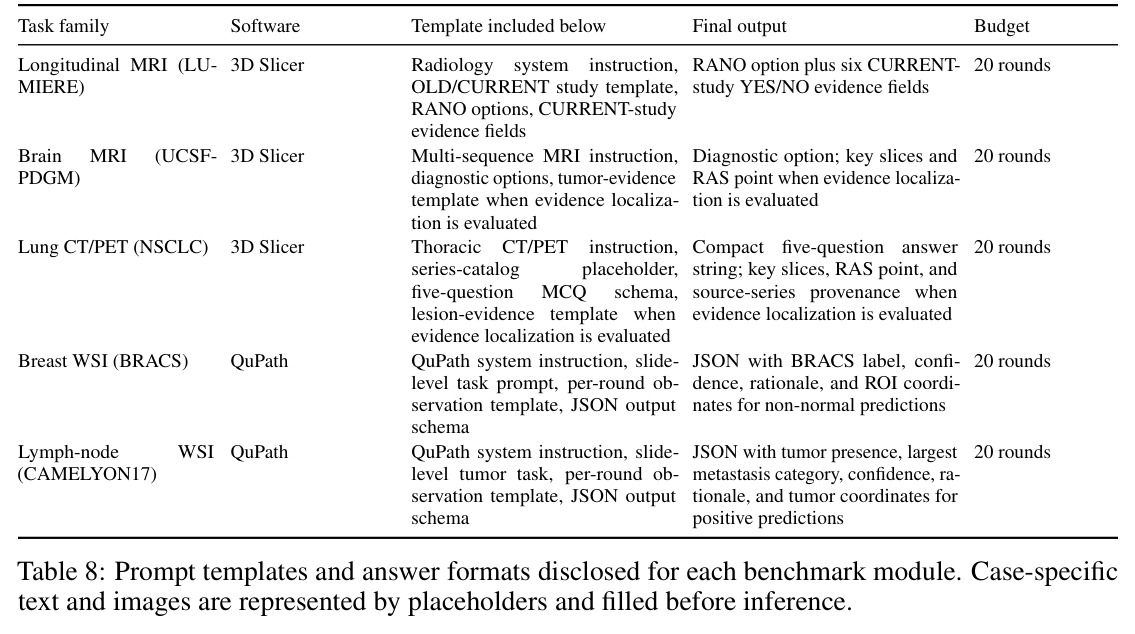 Task family Software Template included below Final output Budget
Longitudinal MRI (LU- 3D Slicer Radiology system instruction, RANO option plus six CURRENT- 20 rounds
MIERE) OLD/CURRENT study template, study YES/NO evidence fields
RANO options, CURRENT-study
evidence fields
Brain MRI (UCSF- 3D Slicer Multi-sequence MRI instruction, Diagnostic option; key slices and 20 rounds
PDGM) diagnostic options, tumor-evidence RAS point when evidence localiza-
template when evidence localiza- tion is evaluated
tion is evaluated
Lung CT/PET (NSCLC) 3D Slicer Thoracic CT/PET instruction, Compact five-question answer 20 rounds
series-catalog placeholder, string; key slices, RAS point, and
five-question MCQ schema, source-series provenance when
lesion-evidence template when evidence localization is evaluated
evidence localization is evaluated
Breast WSI (BRACS) QuPath QuPath system instruction, slide- JSON with BRACS label, confi- 20 rounds
level task prompt, per-round ob- dence, rationale, and ROI coordi-
servation template, JSON output nates for non-normal predictions
schema
Lymph-node WSI QuPath QuPath system instruction, slide- JSON with tumor presence, largest 20 rounds
(CAMELYON17) level tumor task, per-round ob- metastasis category, confidence, ra-
servation template, JSON output tionale, and tumor coordinates for
schema positive predictions
Table 8: Prompt templates and answer formats disclosed for each benchmark module. Case-specific
text and images are represented by placeholders and filled before inference.